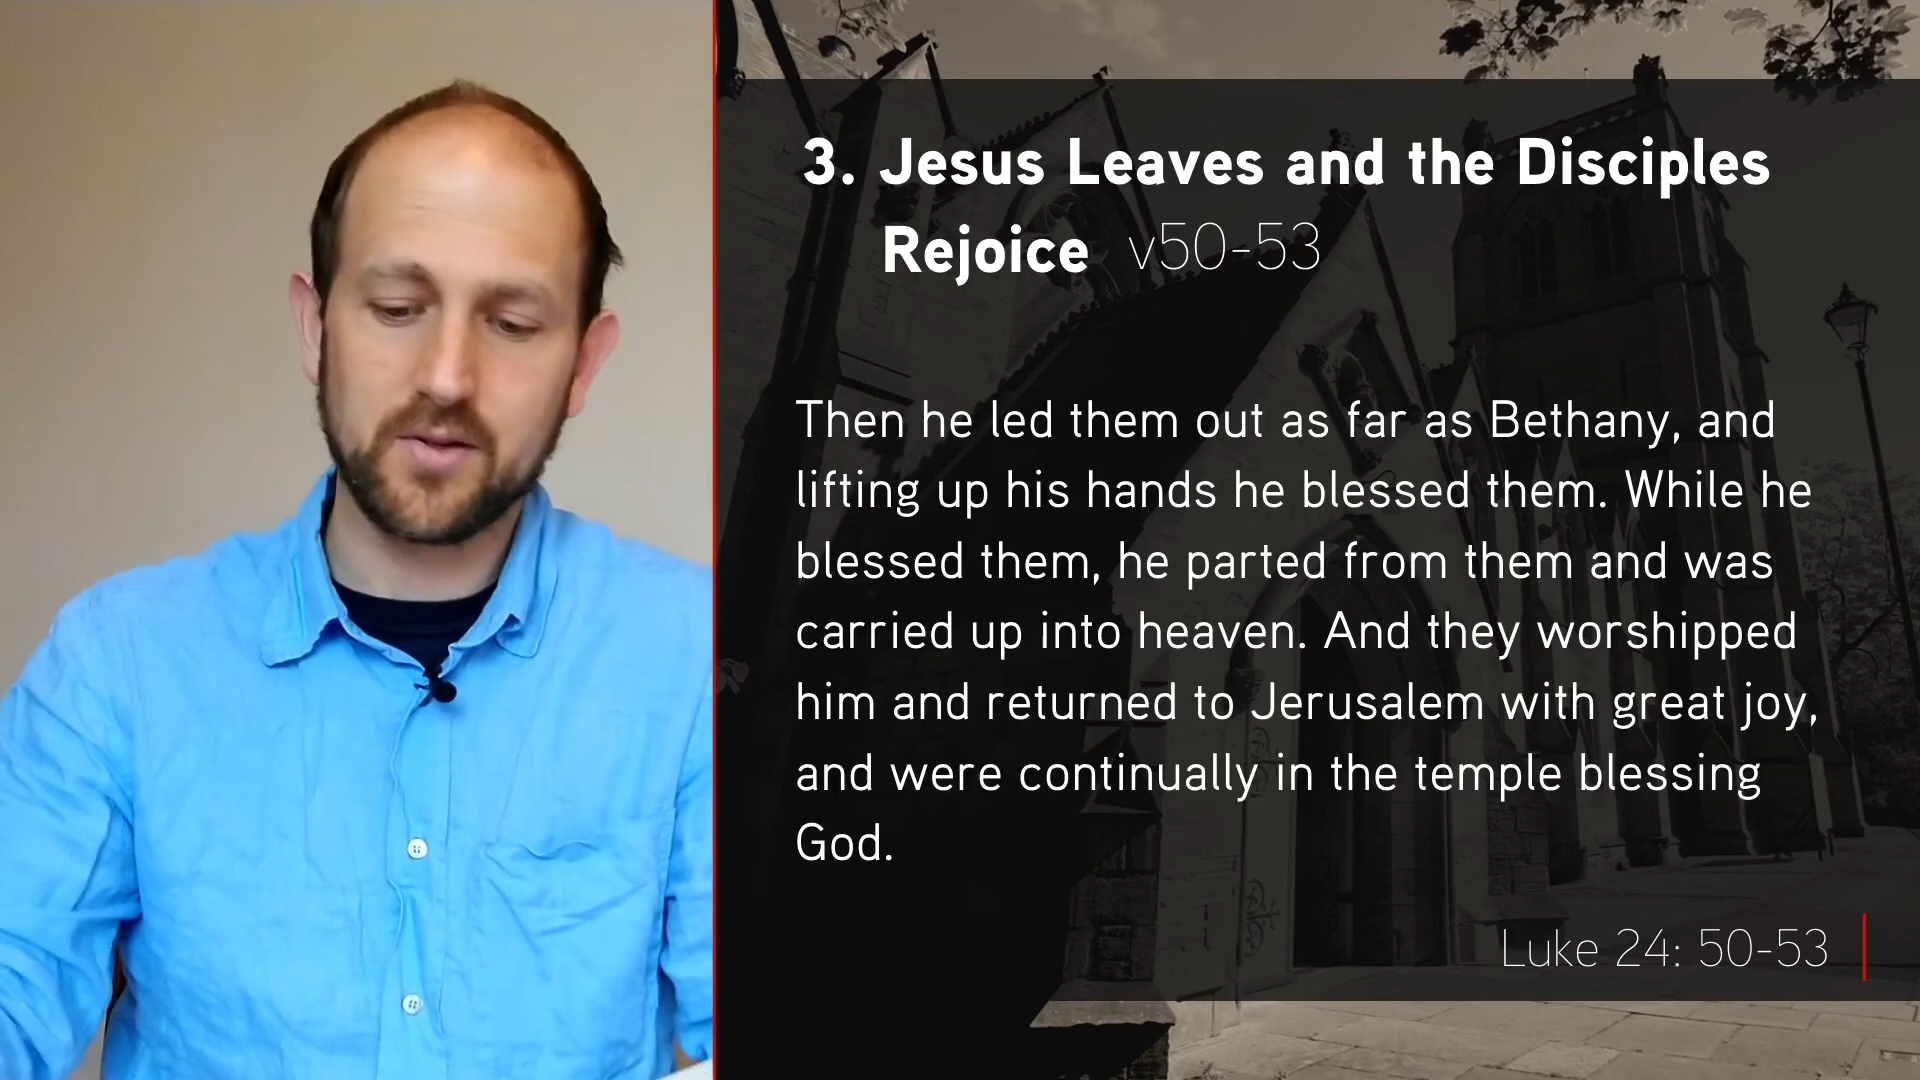 3. Jesus Leaves and the Disciples
Rejoice v50-53
Then he led them out as far as Bethany, and
lifting up his hands he blessed them. While he
blessed them, he parted from them and was
carried up into heaven. And they worshipped
him and returned to Jerusalem with great joy,
and were continually in the temple blessing
God.
Luke 24: 50-53